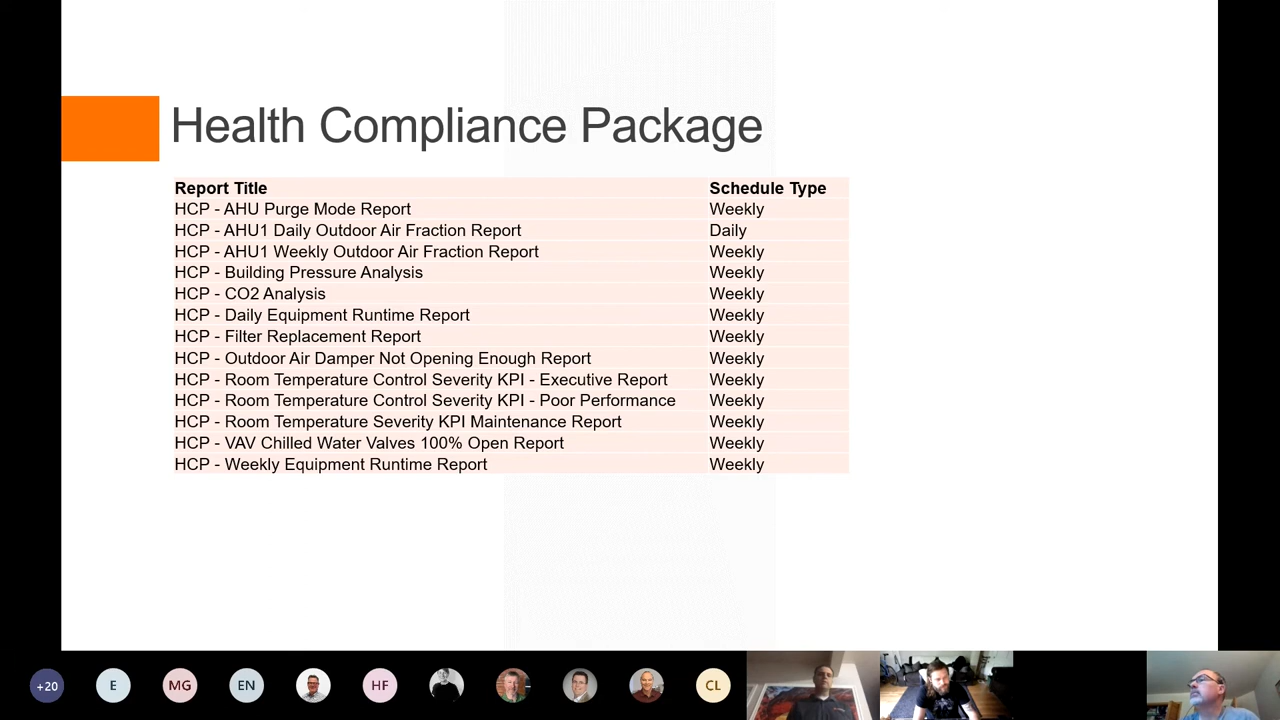 Health Compliance Package
Report Title Schedule Type
HCP - AHU Purge Mode Report Weekly
HCP - AHU1 Daily Outdoor Air Fraction Report Daily
HCP - AHU1 Weekly Outdoor Air Fraction Report Weekly
HCP - Building Pressure Analysis Weekly
HCP - CO2 Analysis Weekly
HCP - Daily Equipment Runtime Report Weekly
HCP - Filter Replacement Report Weekly
HCP - Outdoor Air Damper Not Opening Enough Report Weekly
HCP - Room Temperature Control Severity KPI - Executive Report Weekly
HCP - Room Temperature Control Severity KPI - Poor Performance Weekly
HCP - Room Temperature Severity KPI Maintenance Report Weekly
HCP - VAV Chilled Water Valves 100% Open Report Weekly
HCP - Weekly Equipment Runtime Report Weekly
+20 E MG EN HF CL